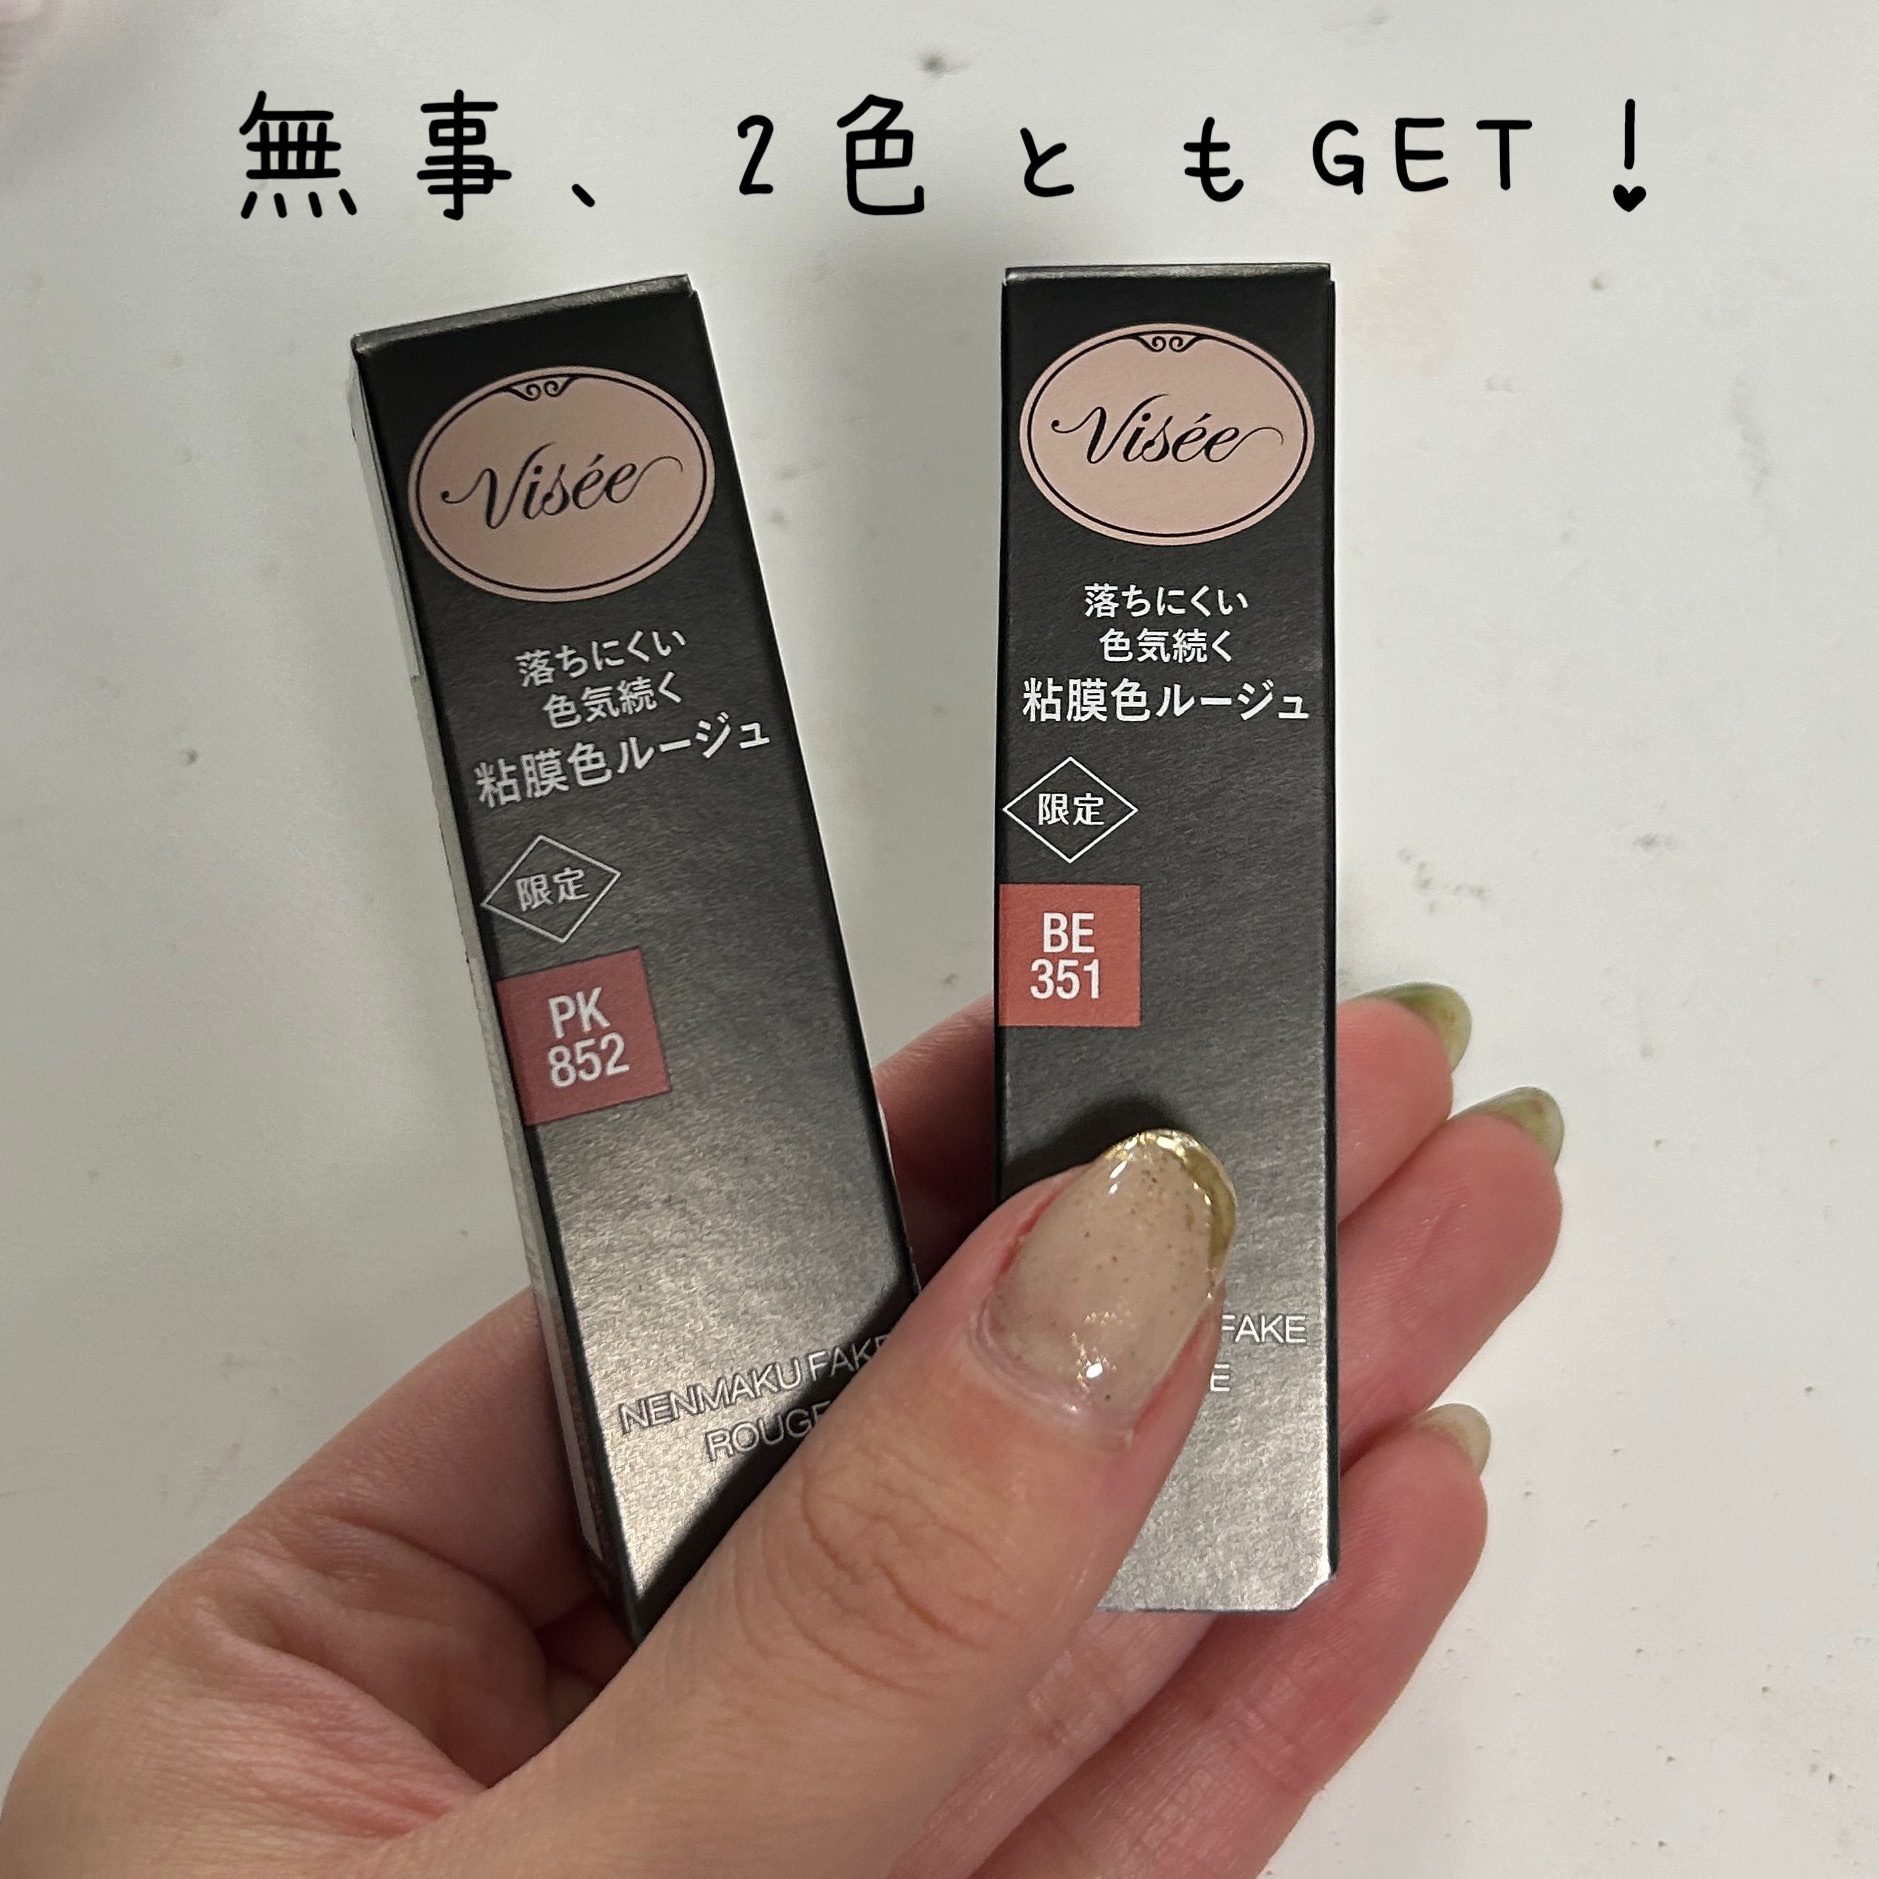 無事、2色ともGET!
Visée
落ちにくい
色気続く
粘膜色ルージュ
限定
PK
852
NENMAKU FAKE
ROUGE
Visée
落ちにくい
色気続く
粘膜色ルージュ
限定
BE
351
FAKE